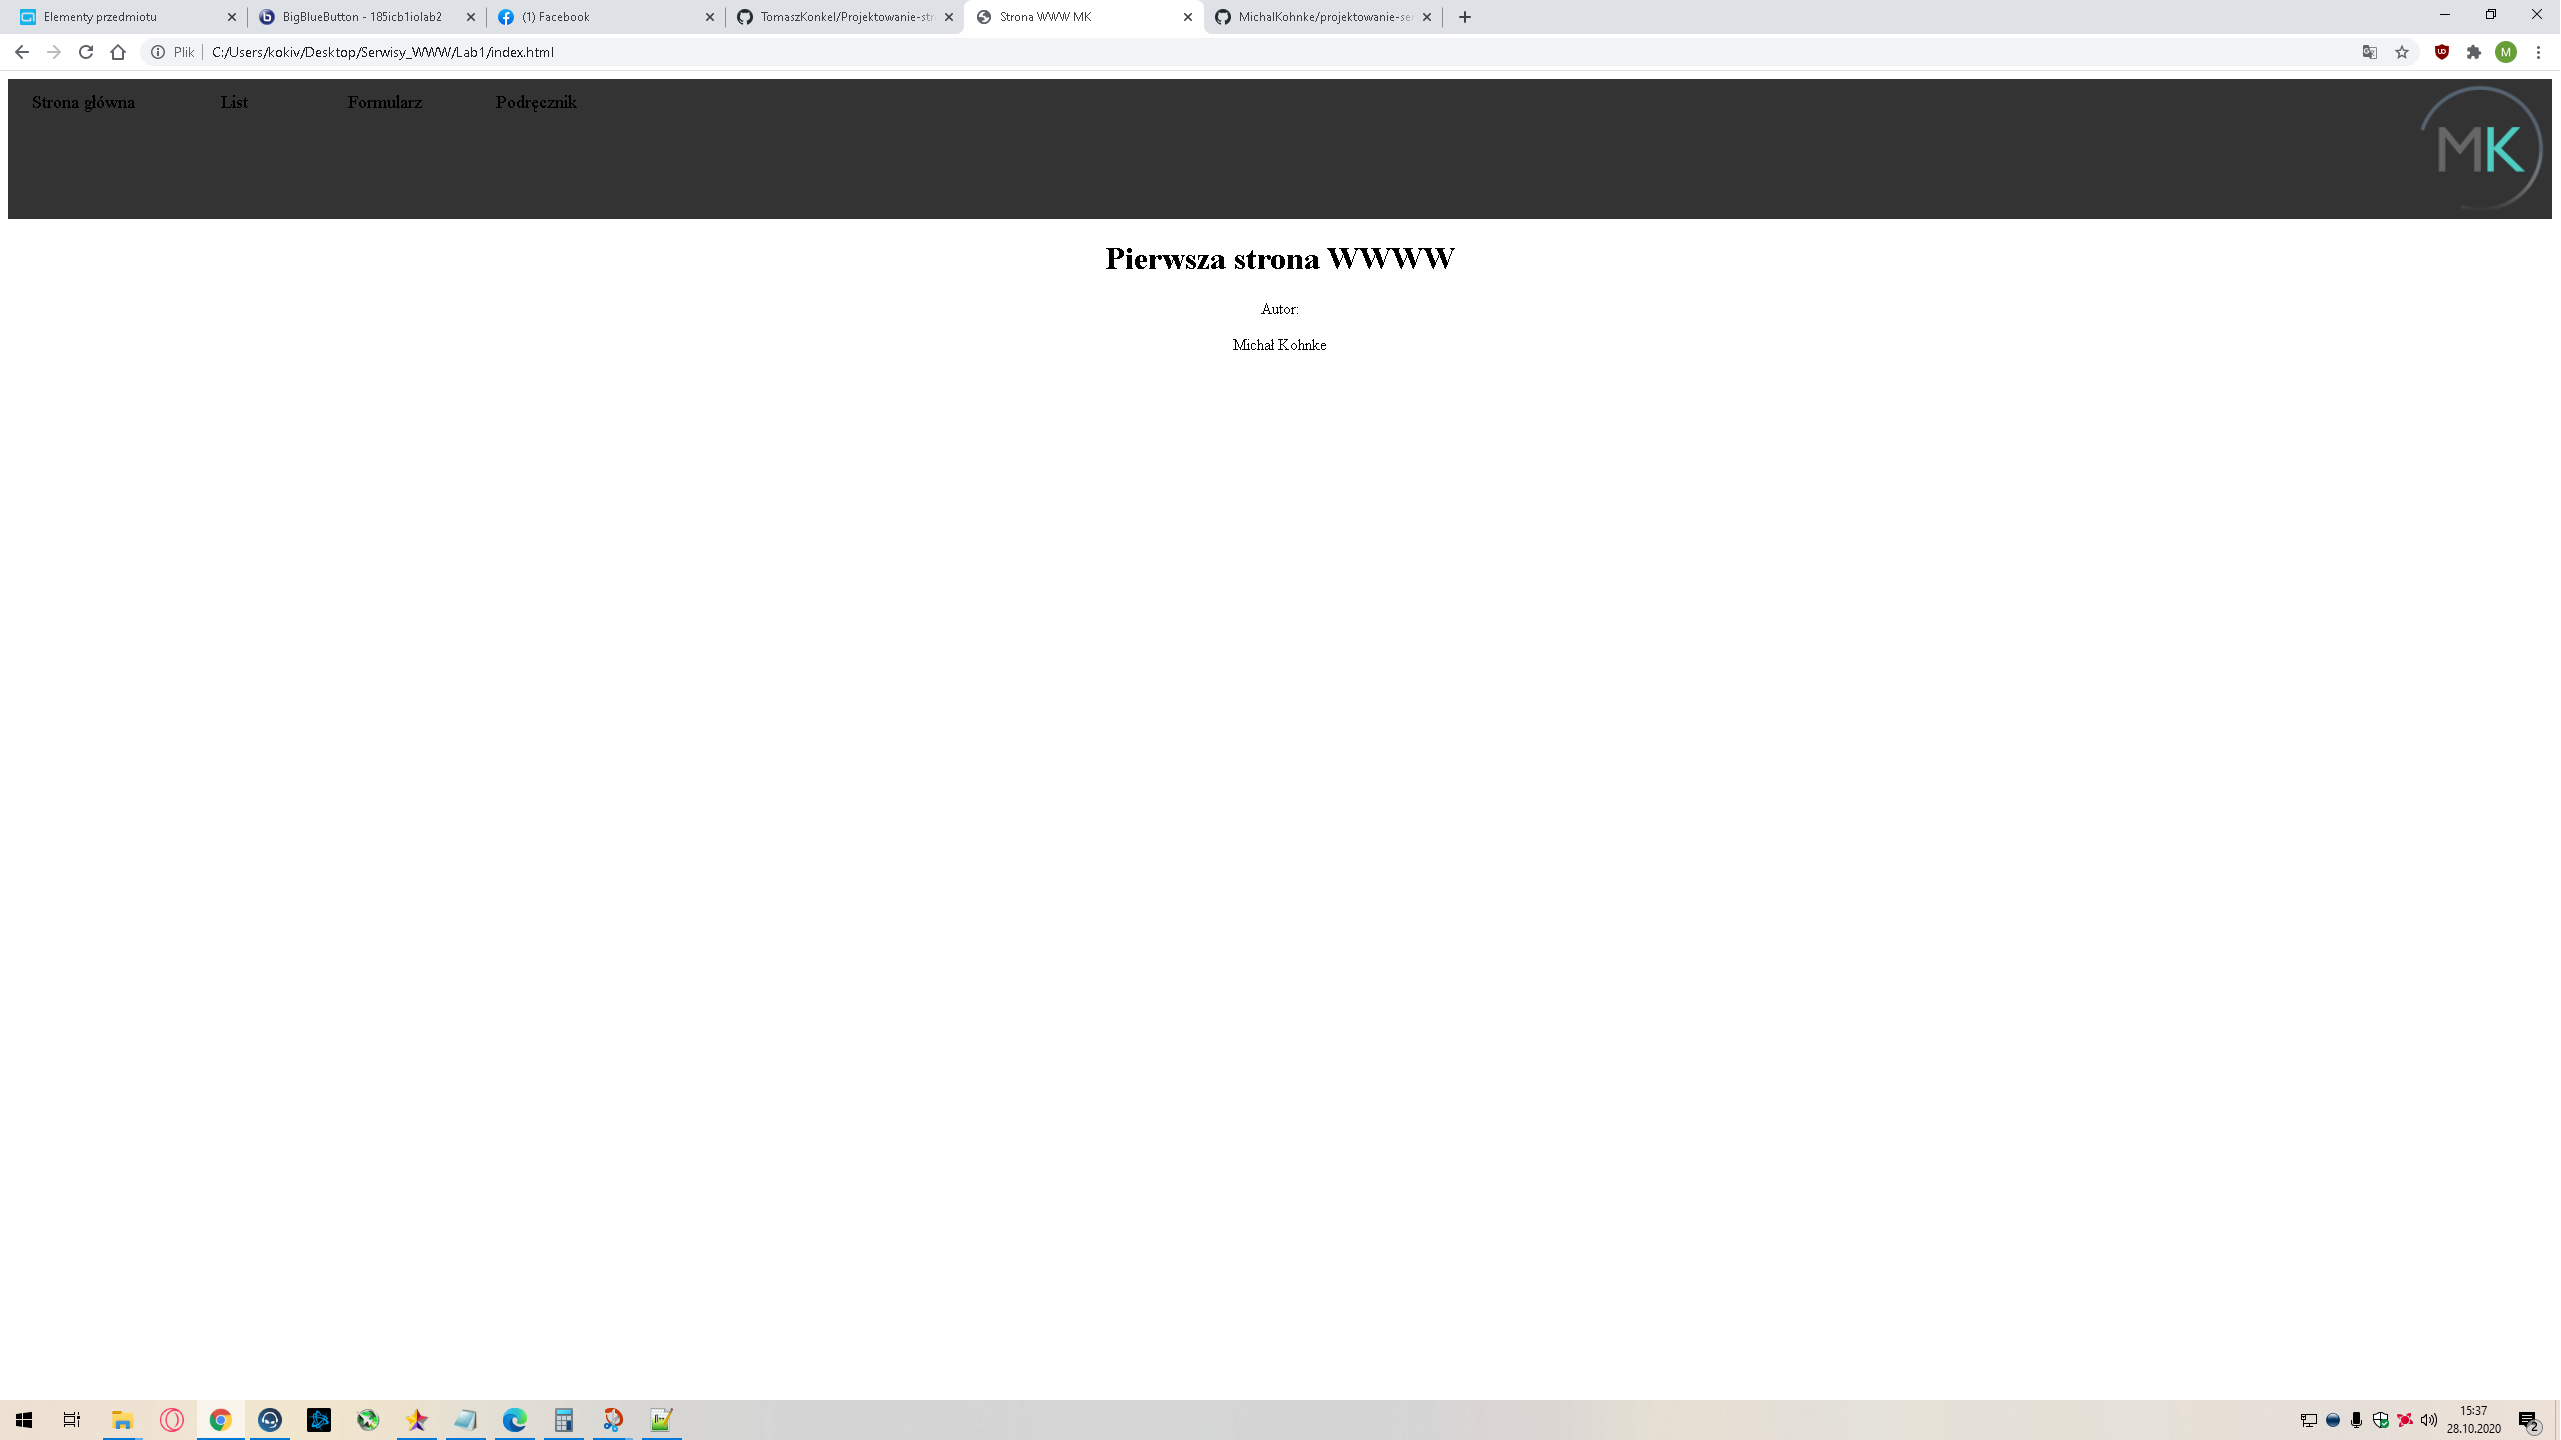 Elementy przedmiotu
BigBlueButton - 185icb1iolab2
(1) Facebook
TomaszKonkel/Projektowanie-str
Strona WWW MK
MichalKohnke/projektowanie-se
Plik
C:/Users/kokiv/Desktop/Serwisy_WWW/Lab1/index.html
M
Strona główna
List
Formularz
Podręcznik
MK
Pierwsza strona WWWW
Autor:
Michał Kohnke
15:37
28.10.2020
2